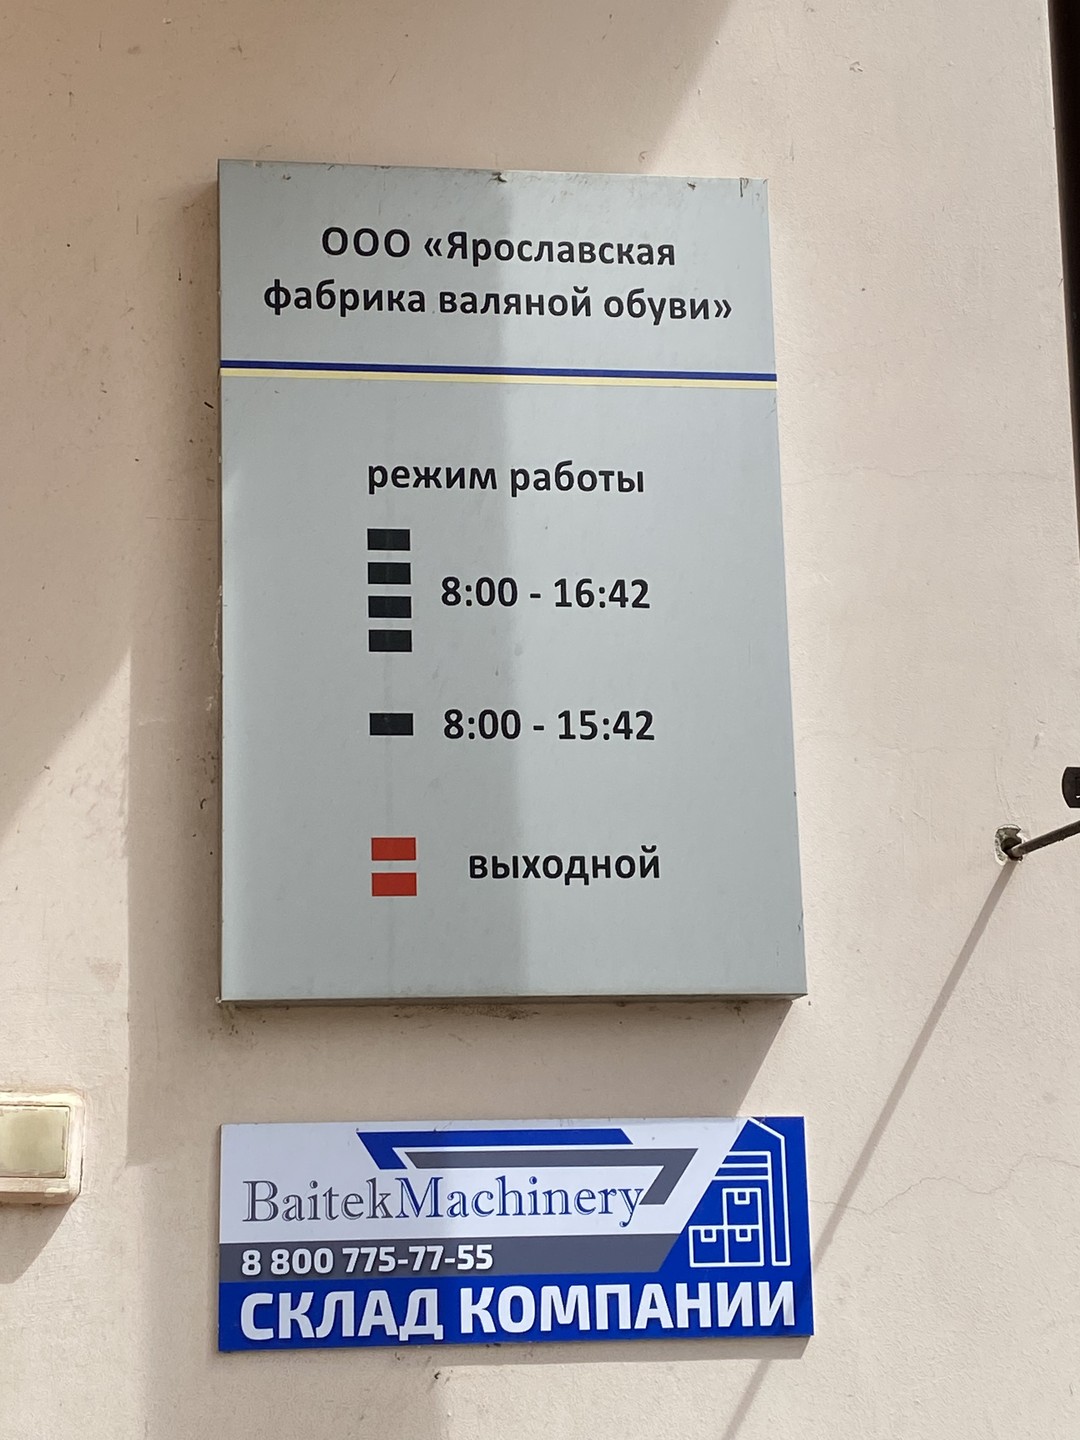 ООО «Ярославская
фабрика валяной обуви»
режим работы
8:00 - 16:42
8:00 - 15:42
выходной
BaitekMachinery
8 800 775-77-55
СКЛАД КОМПАНИИ